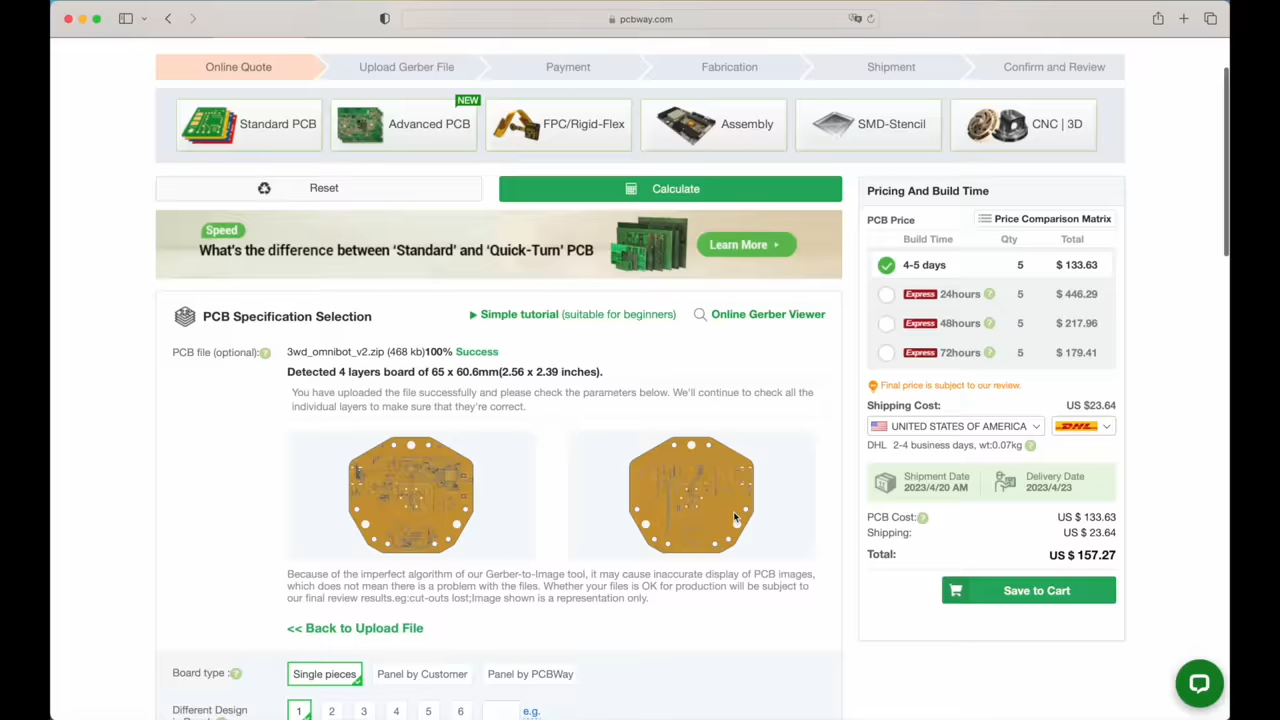 pcbway.com
Online Quote
Upload Gerber File
Payment
Fabrication
Shipment
Confirm and Review
Standard PCB
NEW
Advanced PCB
FPC/Rigid-Flex
Assembly
SMD-Stencil
CNC | 3D
Reset
Calculate
Speed
What's the difference between 'Standard' and 'Quick-Turn' PCB
Learn More
PCB Specification Selection
Simple tutorial (suitable for beginners)
Online Gerber Viewer
PCB file (optional):
3wd_omnibot_v2.zip (468 kb)100% Success
Detected 4 layers board of 65 x 60.6mm(2.56 x 2.39 inches).
You have uploaded the file successfully and please check the parameters below. We'll continue to check all the
individual layers to make sure that they're correct.
Because of the imperfect algorithm of our Gerber-to-Image tool, it may cause inaccurate display of PCB images,
which does not mean there is a problem with the files. Whether your files is OK for production will be subject to
our final review results.eg:cut-outs lost;Image shown is a representation only.
<< Back to Upload File
Board type :
Single pieces
Panel by Customer
Panel by PCBWay
Different Design
1 2 3 4 5 6
e.g.
Pricing And Build Time
PCB Price
Price Comparison Matrix
Build Time Qty Total
4-5 days 5 $ 133.63
Express 24hours 5 $ 446.29
Express 48hours 5 $ 217.96
Express 72hours 5 $ 179.41
Final price is subject to our review.
Shipping Cost: US $23.64
UNITED STATES OF AMERICA
DHL
DHL 2-4 business days, wt:0.07kg
Shipment Date
2023/4/20 AM
Delivery Date
2023/4/23
PCB Cost: US $ 133.63
Shipping: US $ 23.64
Total: US $ 157.27
Save to Cart